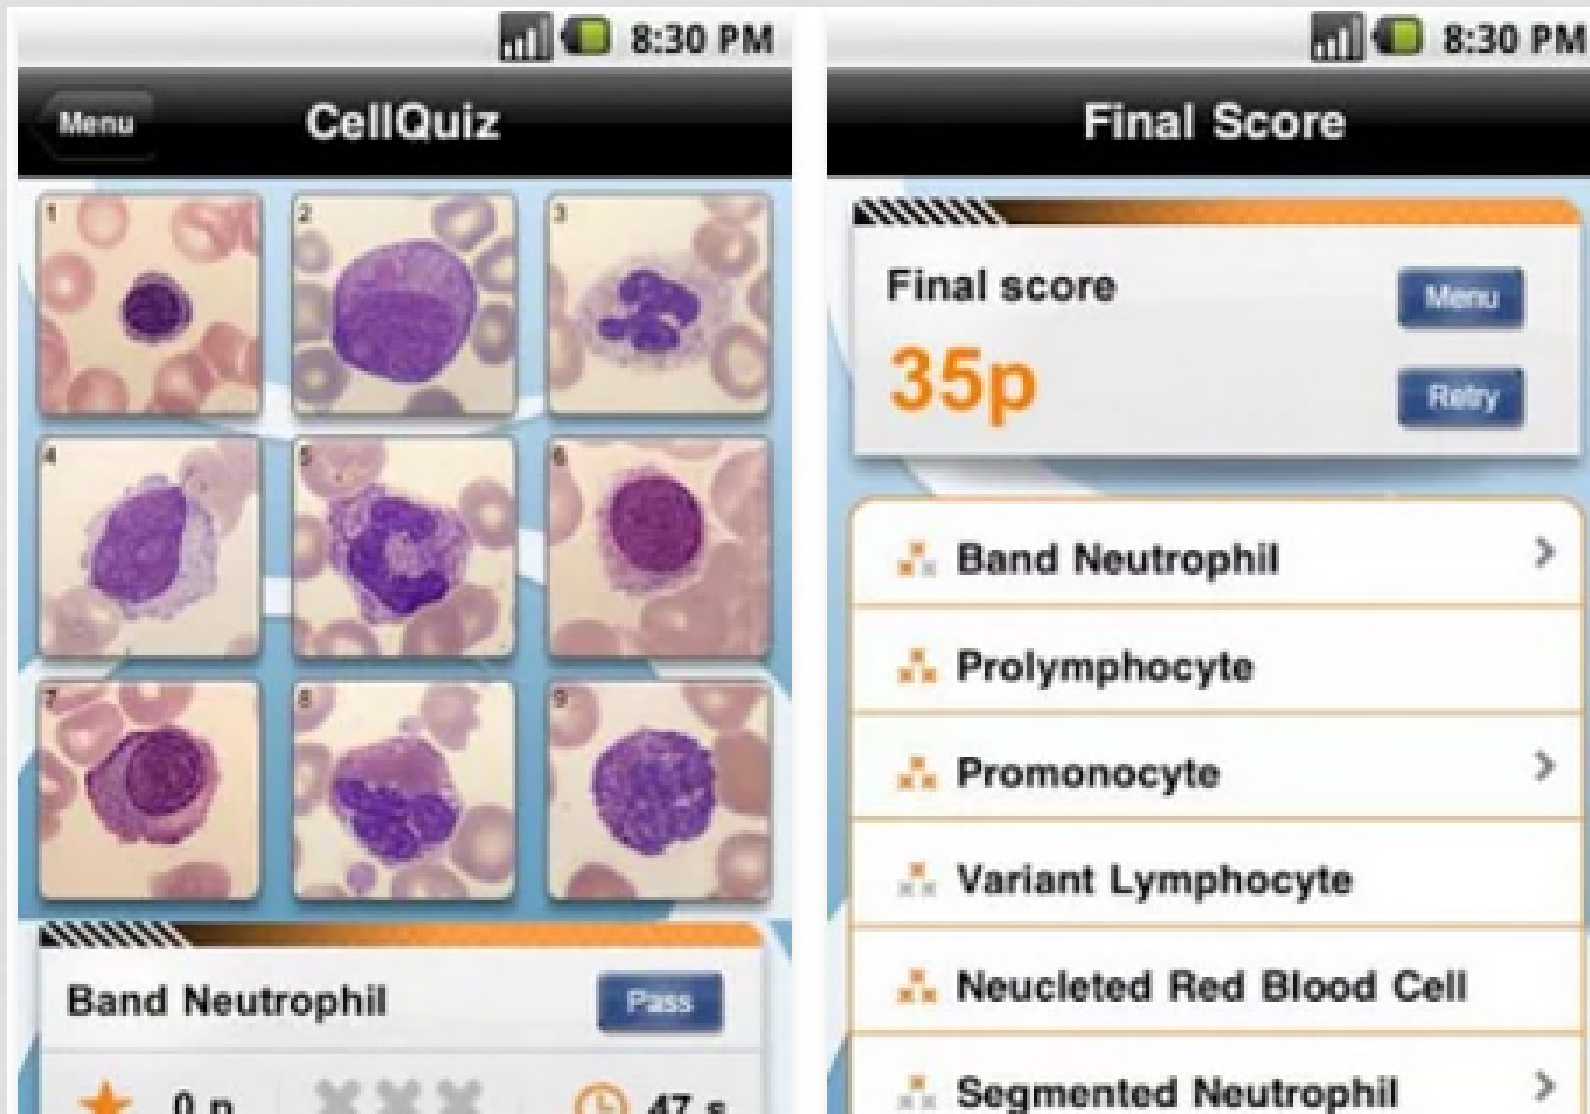 8:30 PM
Menu
CellQuiz
1
2
3
4
5
6
7
8
9
Band Neutrophil
Pass
0 p
47 s
8:30 PM
Final Score
Final score
Menu
35p
Retry
Band Neutrophil
Prolymphocyte
Promonocyte
Variant Lymphocyte
Neucleted Red Blood Cell
Segmented Neutrophil